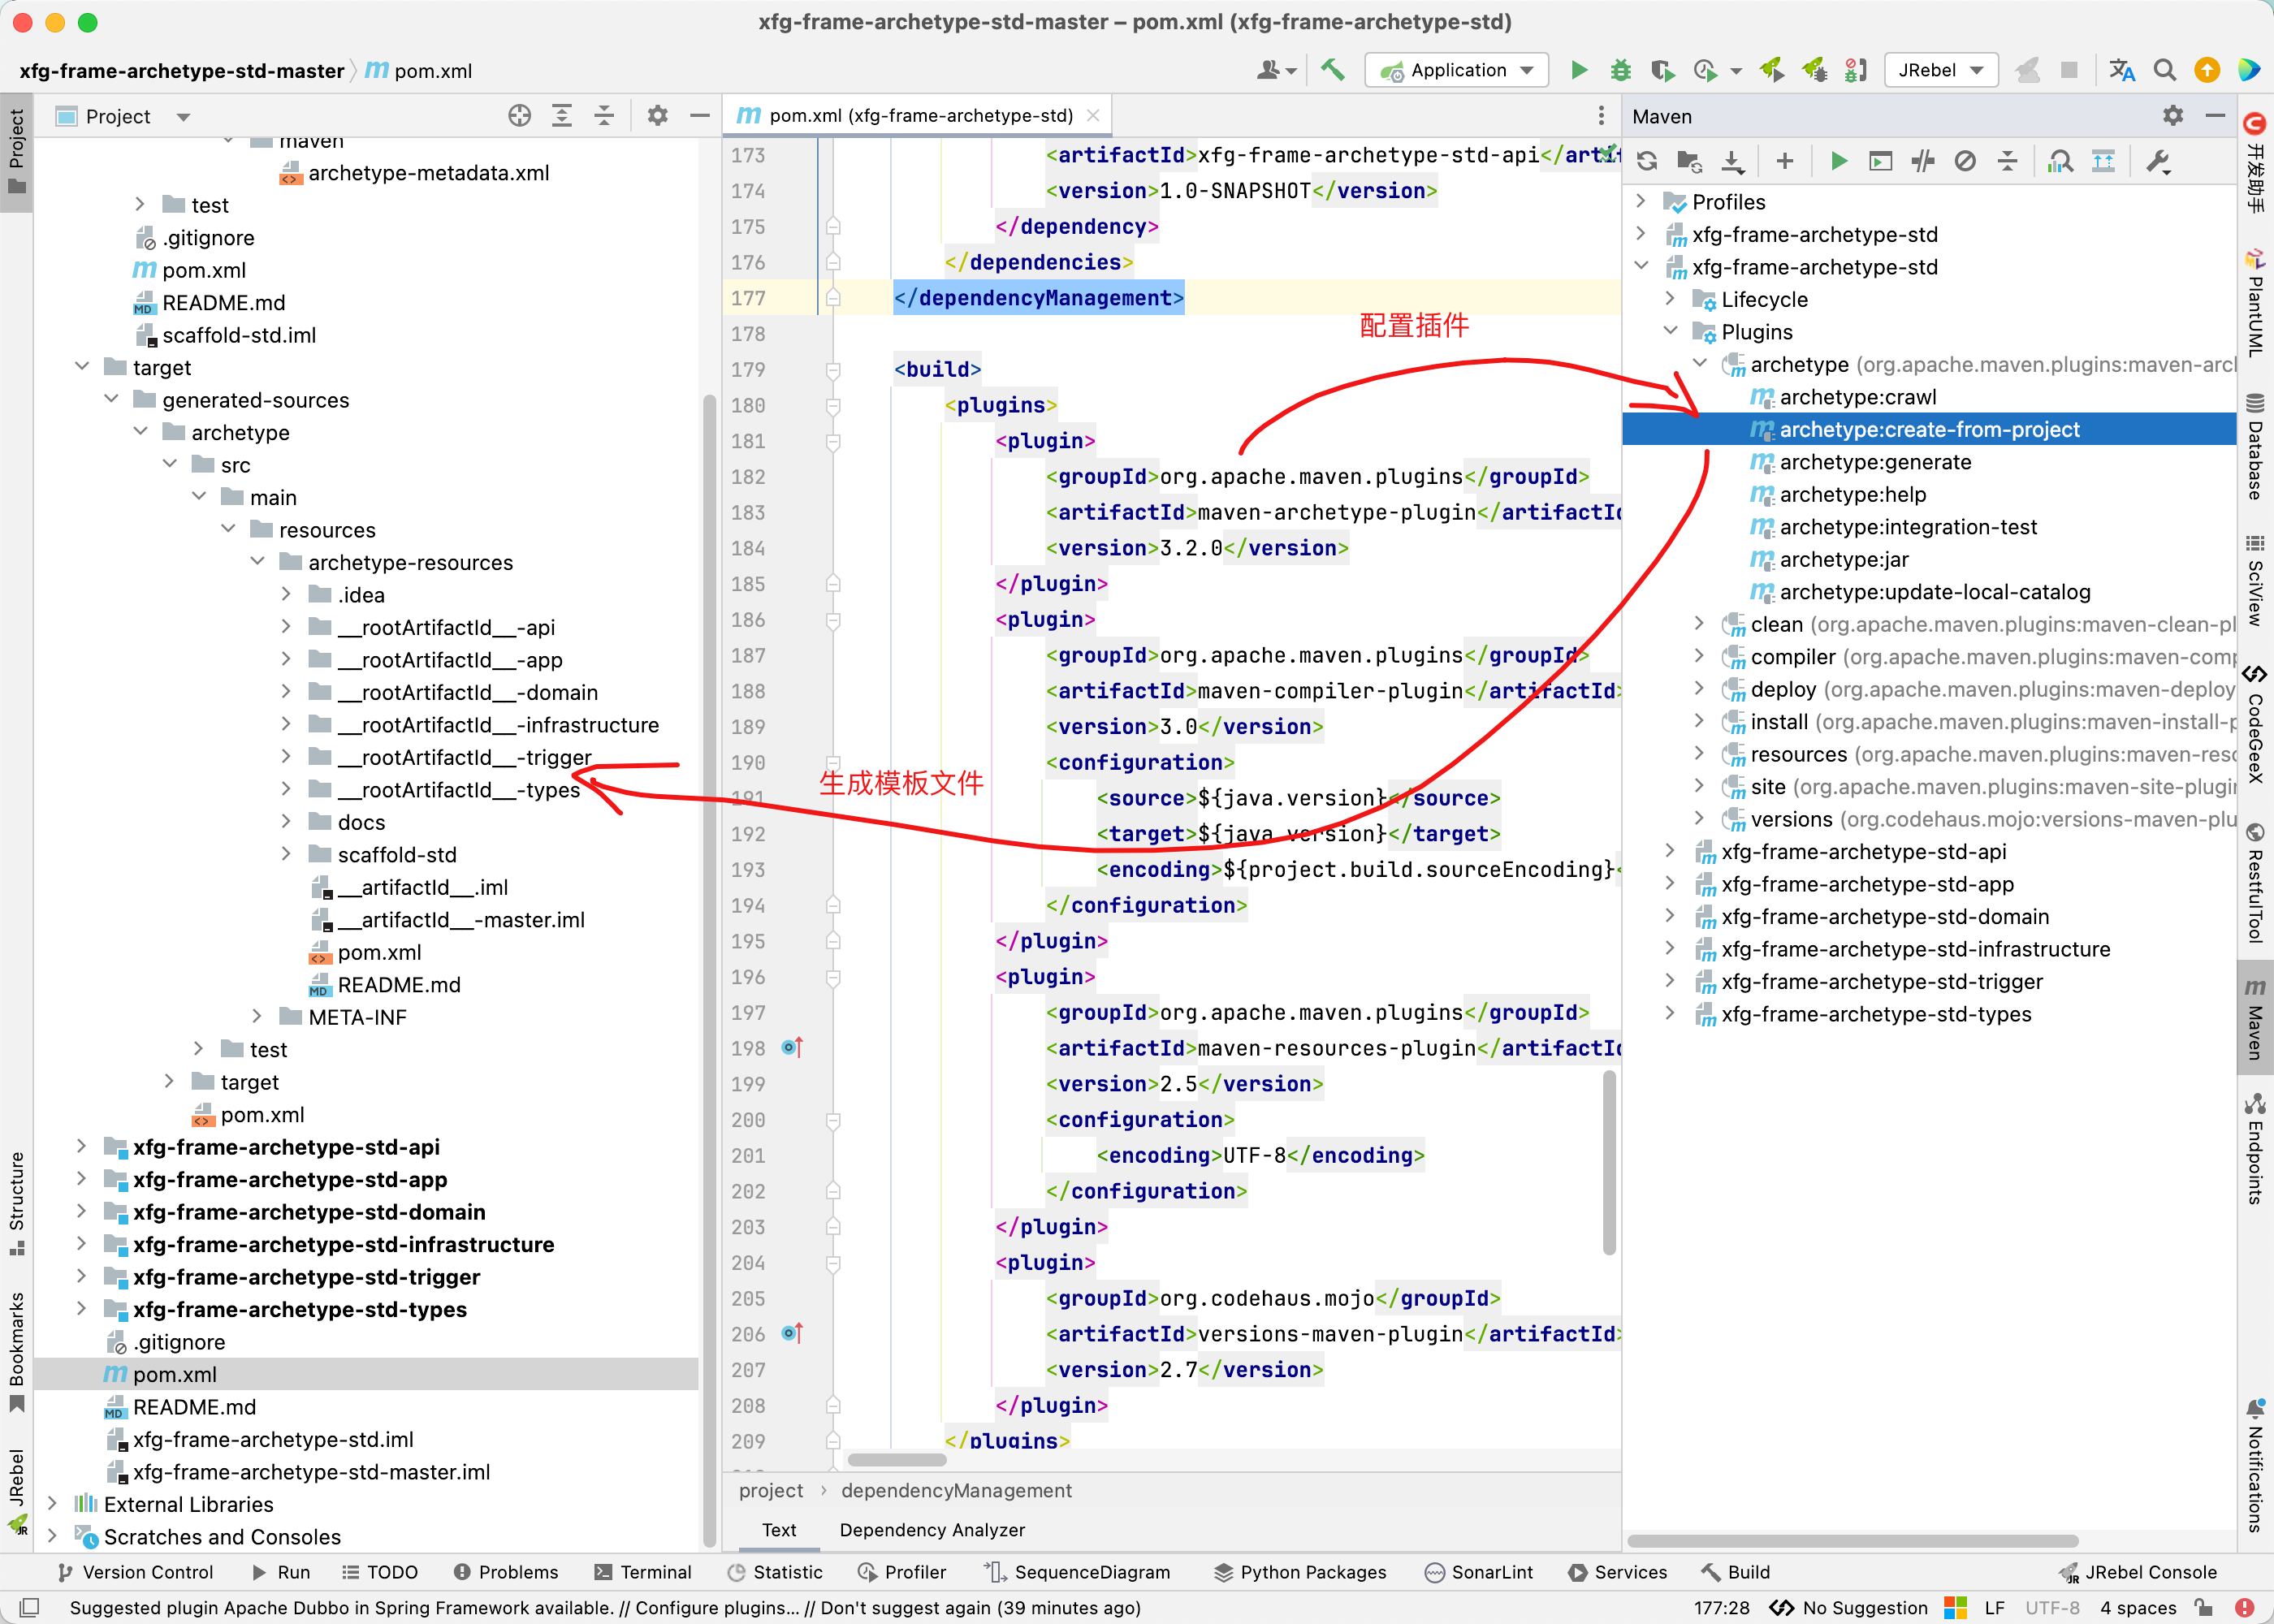 xfg-frame-archetype-std-master – pom.xml (xfg-frame-archetype-std)
xfg-frame-archetype-std-master
pom.xml
Application
JRebel
Project
Structure
Bookmarks
JRebel
Project
maven
archetype-metadata.xml
test
.gitignore
pom.xml
README.md
scaffold-std.iml
target
generated-sources
archetype
src
main
resources
archetype-resources
.idea
__rootArtifactId__-api
__rootArtifactId__-app
__rootArtifactId__-domain
__rootArtifactId__-infrastructure
__rootArtifactId__-trigger
__rootArtifactId__-types
docs
scaffold-std
__artifactId__.iml
__artifactId__-master.iml
pom.xml
README.md
META-INF
test
target
pom.xml
xfg-frame-archetype-std-api
xfg-frame-archetype-std-app
xfg-frame-archetype-std-domain
xfg-frame-archetype-std-infrastructure
xfg-frame-archetype-std-trigger
xfg-frame-archetype-std-types
.gitignore
pom.xml
README.md
xfg-frame-archetype-std.iml
xfg-frame-archetype-std-master.iml
External Libraries
Scratches and Consoles
pom.xml (xfg-frame-archetype-std)
173 <artifactId>xfg-frame-archetype-std-api</artif
174 <version>1.0-SNAPSHOT</version>
175 </dependency>
176 </dependencies>
177 </dependencyManagement>
178
配置插件
179 <build>
180 <plugins>
181 <plugin>
182 <groupId>org.apache.maven.plugins</groupId>
183 <artifactId>maven-archetype-plugin</artifactId
184 <version>3.2.0</version>
185 </plugin>
186 <plugin>
187 <groupId>org.apache.maven.plugins</groupId>
188 <artifactId>maven-compiler-plugin</artifactId>
189 <version>3.0</version>
190 <configuration>
生成模板文件
191 <source>${java.version}</source>
192 <target>${java.version}</target>
193 <encoding>${project.build.sourceEncoding}<
194 </configuration>
195 </plugin>
196 <plugin>
197 <groupId>org.apache.maven.plugins</groupId>
198 <artifactId>maven-resources-plugin</artifactId
199 <version>2.5</version>
200 <configuration>
201 <encoding>UTF-8</encoding>
202 </configuration>
203 </plugin>
204 <plugin>
205 <groupId>org.codehaus.mojo</groupId>
206 <artifactId>versions-maven-plugin</artifactId>
207 <version>2.7</version>
208 </plugin>
209 </plugins>
project > dependencyManagement
Text Dependency Analyzer
Maven
Profiles
xfg-frame-archetype-std
xfg-frame-archetype-std
Lifecycle
Plugins
archetype (org.apache.maven.plugins:maven-arch
archetype:crawl
archetype:create-from-project
archetype:generate
archetype:help
archetype:integration-test
archetype:jar
archetype:update-local-catalog
clean (org.apache.maven.plugins:maven-clean-pl
compiler (org.apache.maven.plugins:maven-comp
deploy (org.apache.maven.plugins:maven-deploy
install (org.apache.maven.plugins:maven-install-p
resources (org.apache.maven.plugins:maven-reso
site (org.apache.maven.plugins:maven-site-plugin
versions (org.codehaus.mojo:versions-maven-plu
xfg-frame-archetype-std-api
xfg-frame-archetype-std-app
xfg-frame-archetype-std-domain
xfg-frame-archetype-std-infrastructure
xfg-frame-archetype-std-trigger
xfg-frame-archetype-std-types
开发助手
PlantUML
Database
SciView
CodeGeeX
RestfulTool
Maven
Endpoints
Notifications
Version Control Run TODO Problems Terminal Statistic Profiler SequenceDiagram Python Packages SonarLint Services Build JRebel Console
Suggested plugin Apache Dubbo in Spring Framework available. // Configure plugins... // Don't suggest again (39 minutes ago) 177:28 No Suggestion LF UTF-8 4 spaces